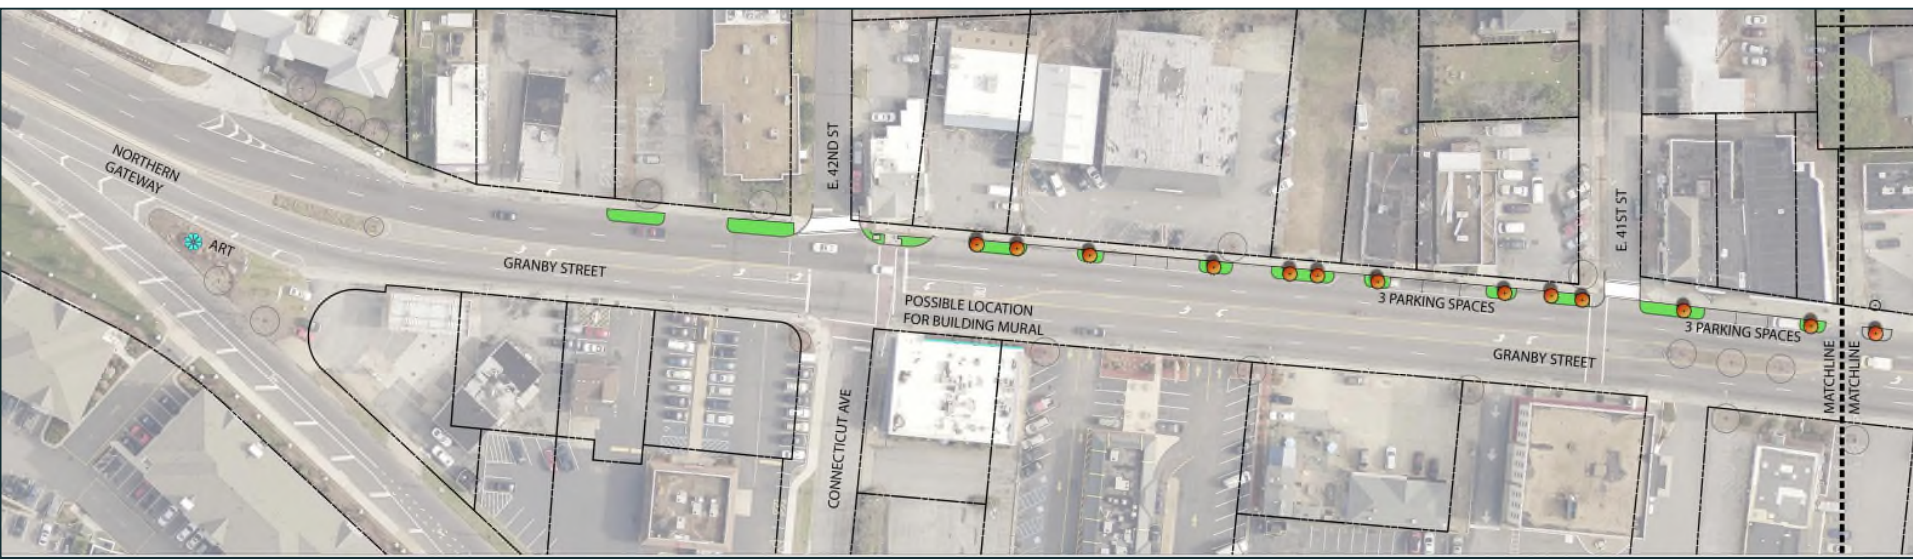 NORTHERN
GATEWAY
ART
GRANBY STREET
E. 42ND ST
POSSIBLE LOCATION
FOR BUILDING MURAL
CONNECTICUT AVE
3 PARKING SPACES
GRANBY STREET
E. 41ST ST
3 PARKING SPACES
MATCHLINE
MATCHLINE